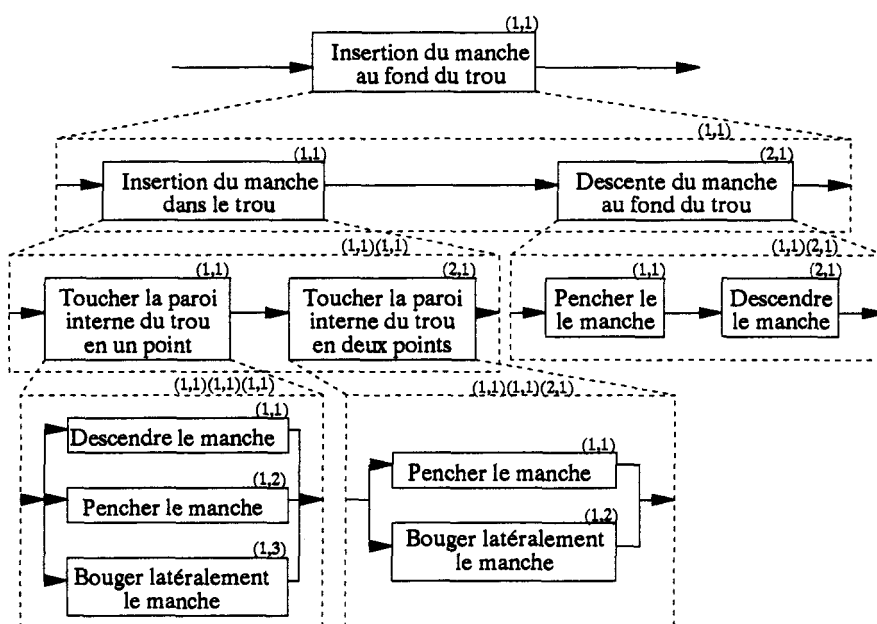 (1,1)
Insertion du manche
au fond du trou
(1,1)
(1,1)
Insertion du manche
dans le trou
(2,1)
Descente du manche
au fond du trou
(1,1)(1,1)
(1,1)
Toucher la paroi
interne du trou
en un point
(2,1)
Toucher la paroi
interne du trou
en deux points
(1,1)(2,1)
(1,1)
Pencher le
le manche
(2,1)
Descendre
le manche
(1,1)(1,1)(1,1)
(1,1)
Descendre le manche
(1,2)
Pencher le manche
(1,3)
Bouger latéralement
le manche
(1,1)(1,1)(2,1)
(1,1)
Pencher le manche
(1,2)
Bouger latéralement
le manche